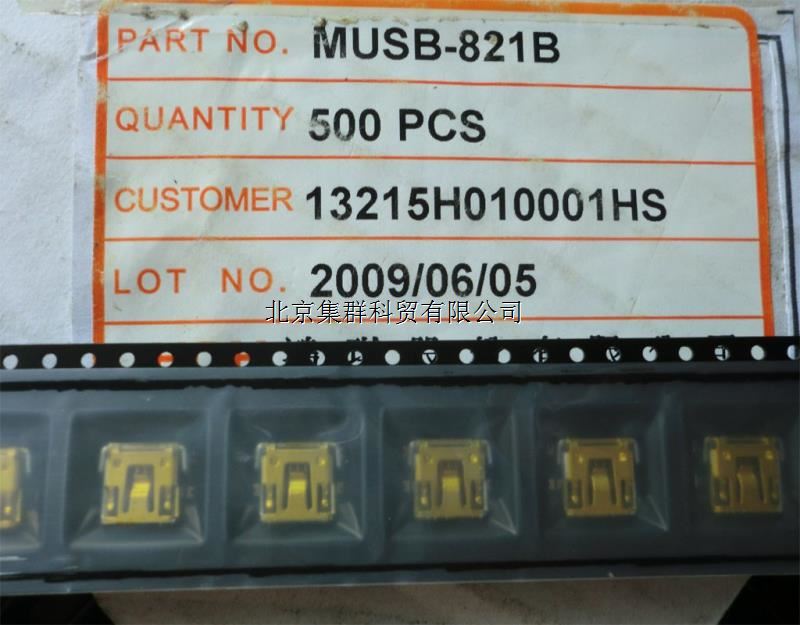 PART NO. MUSB-821B
QUANTITY 500 PCS
CUSTOMER 13215H010001HS
LOT NO. 2009/06/05
北京集群科贸有限公司